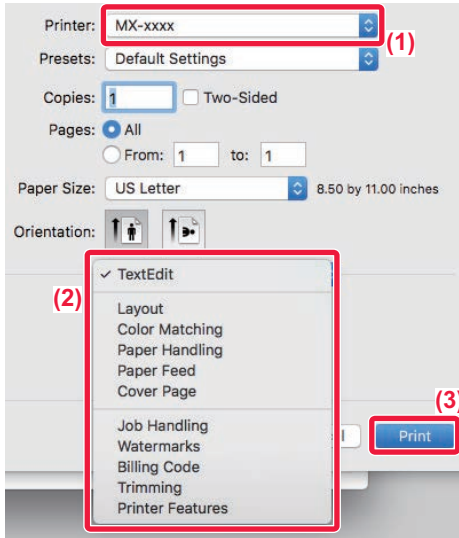 Printer: MX-xxxx
(1)
Presets: Default Settings
Copies: 1 Two-Sided
Pages: All
From: 1 to: 1
Paper Size: US Letter 8.50 by 11.00 inches
Orientation:
(2)
✓ TextEdit
Layout
Color Matching
Paper Handling
Paper Feed
Cover Page
Job Handling
Watermarks
Billing Code
Trimming
Printer Features
(3)
Print